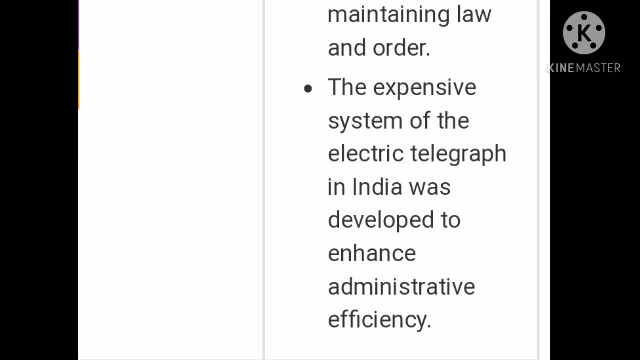 maintaining law
and order.
• The expensive
system of the
electric telegraph
in India was
developed to
enhance
administrative
efficiency.
K
KINEMASTER